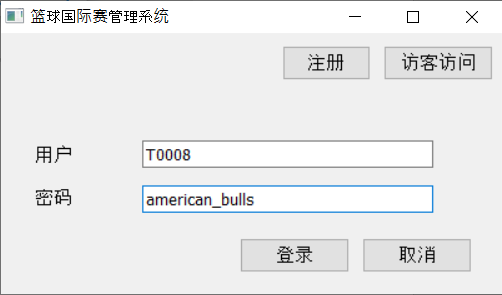 篮球国际赛管理系统
注册 访客访问
用户 T0008
密码 american_bulls
登录 取消